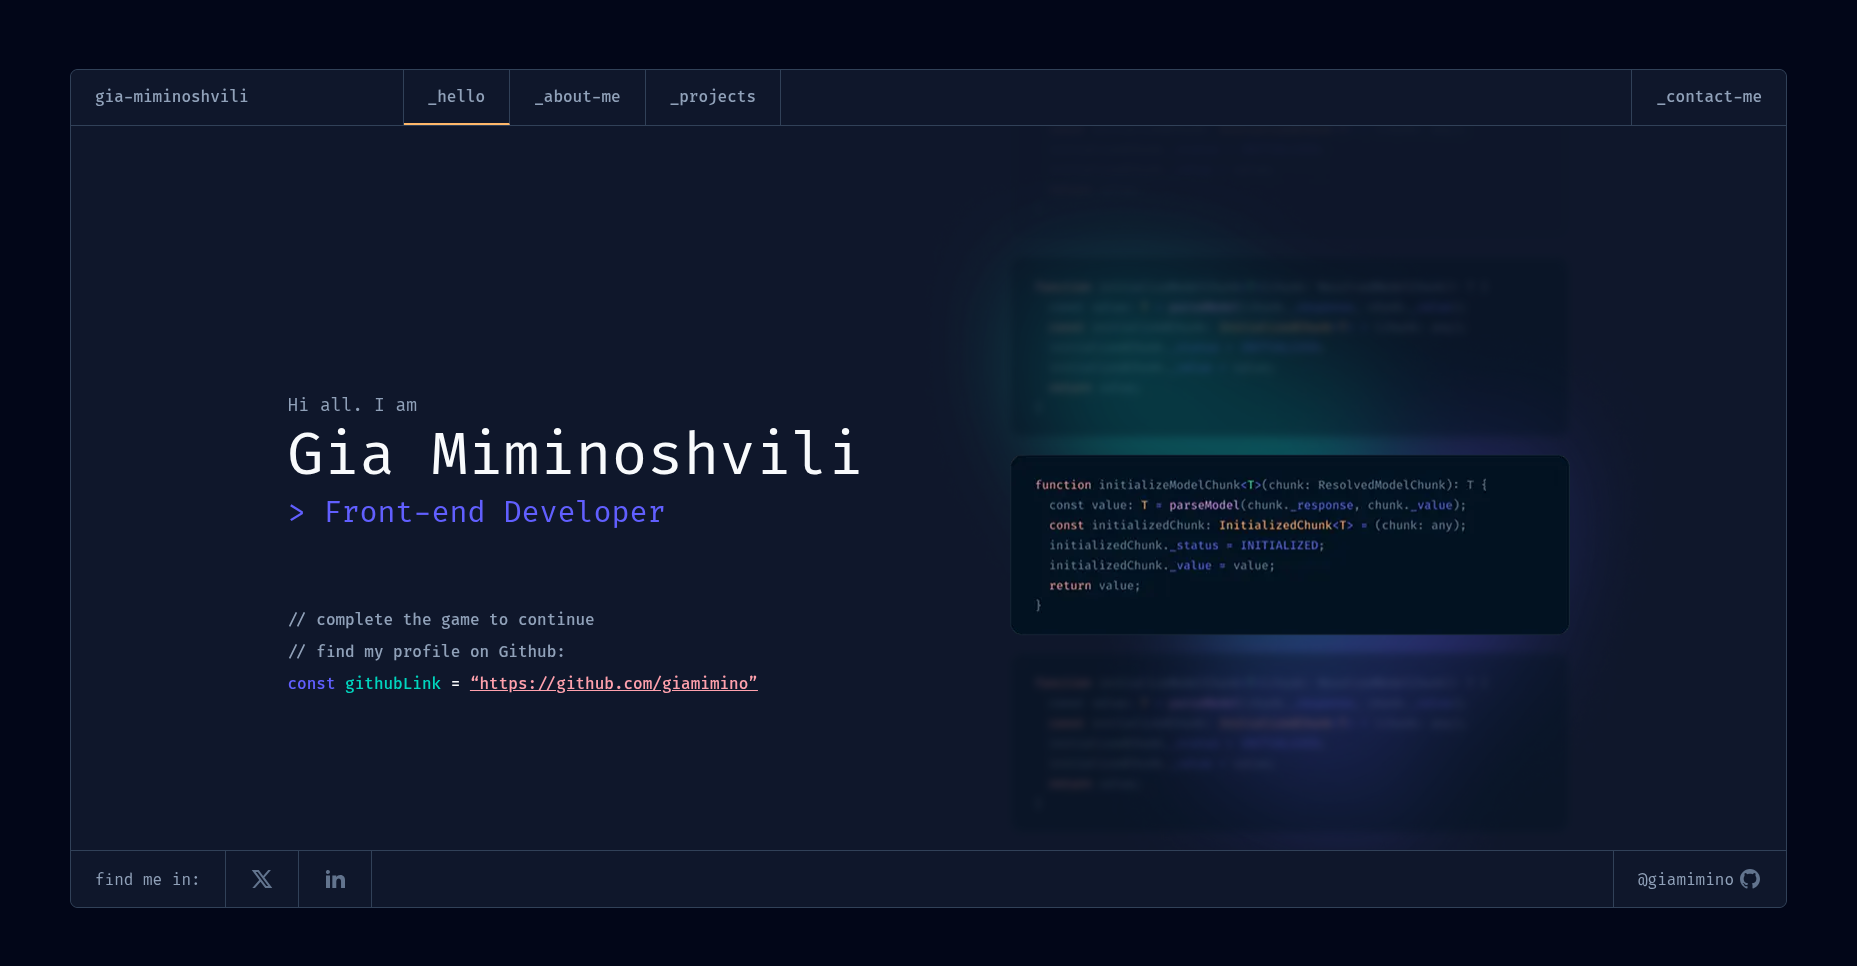 gia-miminoshvili
_hello
_about-me
_projects
_contact-me
Hi all. I am
Gia Miminoshvili
> Front-end Developer
// complete the game to continue
// find my profile on Github:
const githubLink = “https://github.com/giamimino”
function initializeModelChunk<T>(chunk: ResolvedModelChunk): T {
const value: T = parseModel(chunk._response, chunk._value);
const initializedChunk: InitializedChunk<T> = (chunk: any);
initializedChunk._status = INITIALIZED;
initializedChunk._value = value;
return value;
}
find me in:
@giamimino